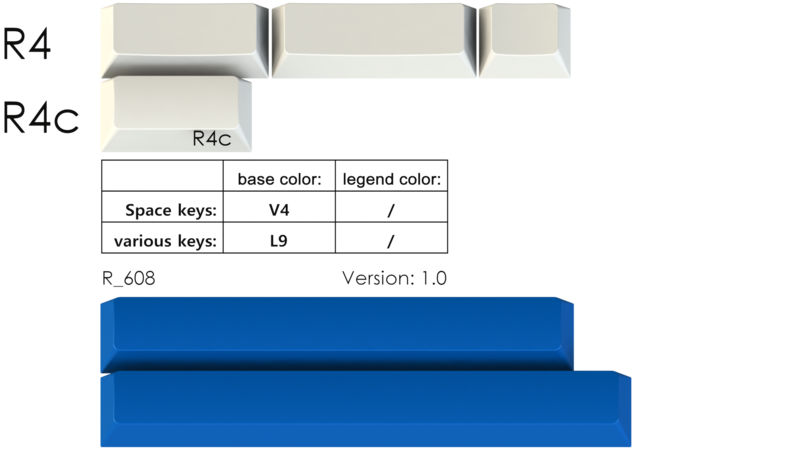 R4
R4c
R4c
base color: legend color:
Space keys: V4 /
various keys: L9 /
R_608 Version: 1.0